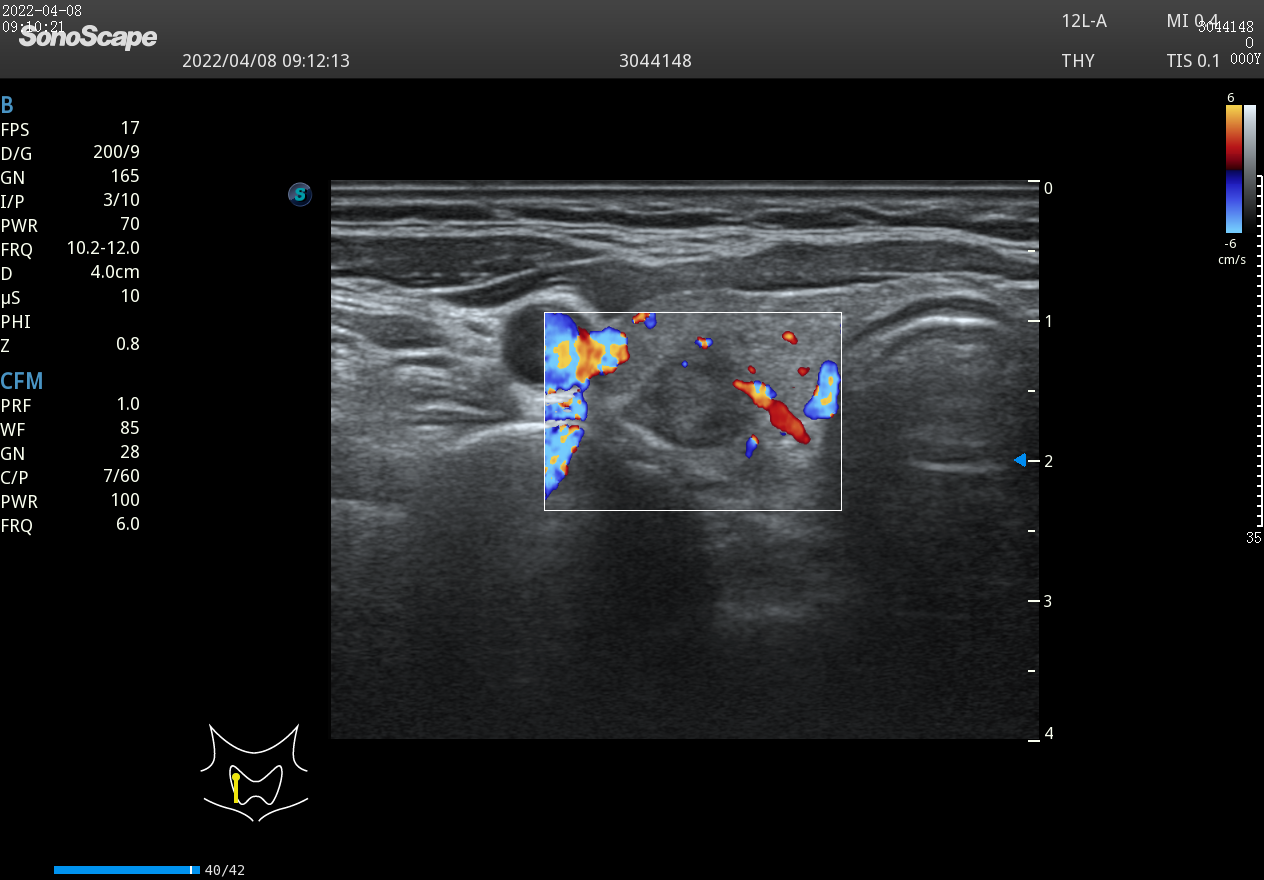 2022-04-08
09:10:21
SonoScape
12L-A
MI 0.4
3044148
0
000Y
2022/04/08 09:12:13
3044148
THY
TIS 0.1
B
FPS 17
D/G 200/9
GN 165
I/P 3/10
PWR 70
FRQ 10.2-12.0
D 4.0cm
µS 10
PHI
Z 0.8
CFM
PRF 1.0
WF 85
GN 28
C/P 7/60
PWR 100
FRQ 6.0
S
6
-6
cm/s
0
1
2
3
4
35
40/42